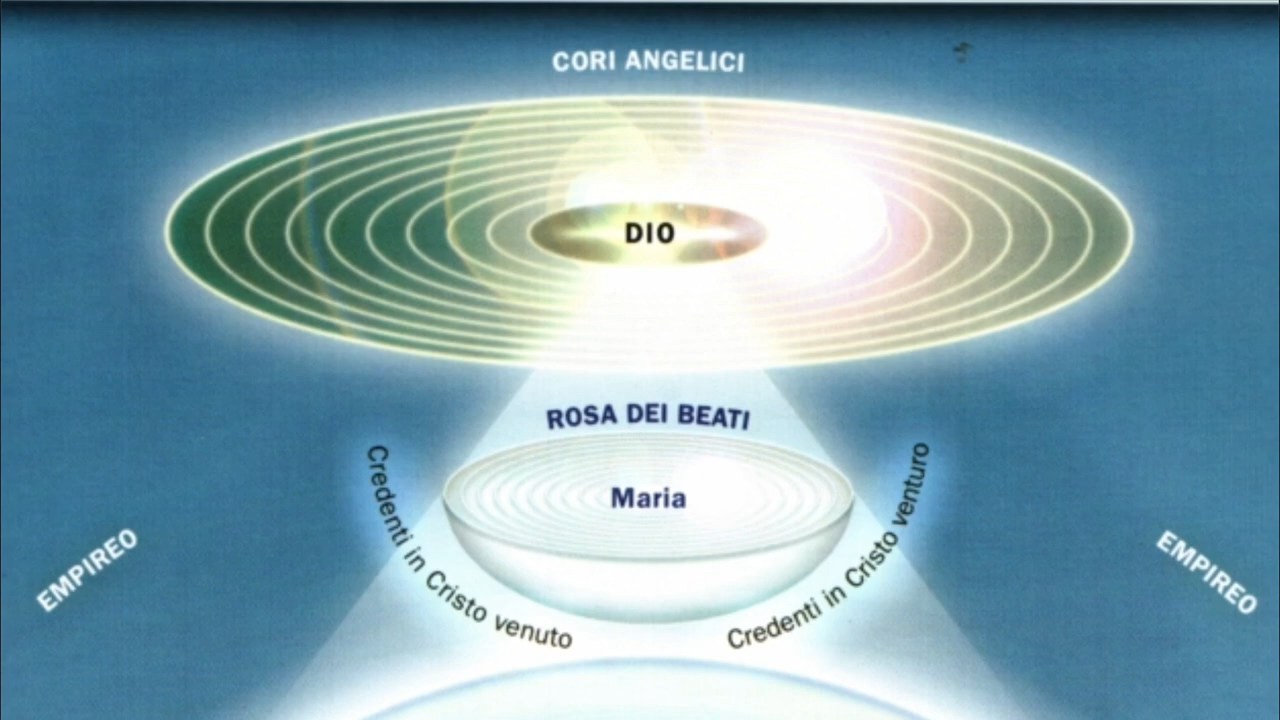 CORI ANGELICI
DIO
ROSA DEI BEATI
Maria
Credenti in Cristo venuto
Credenti in Cristo venturo
EMPIREO
EMPIREO